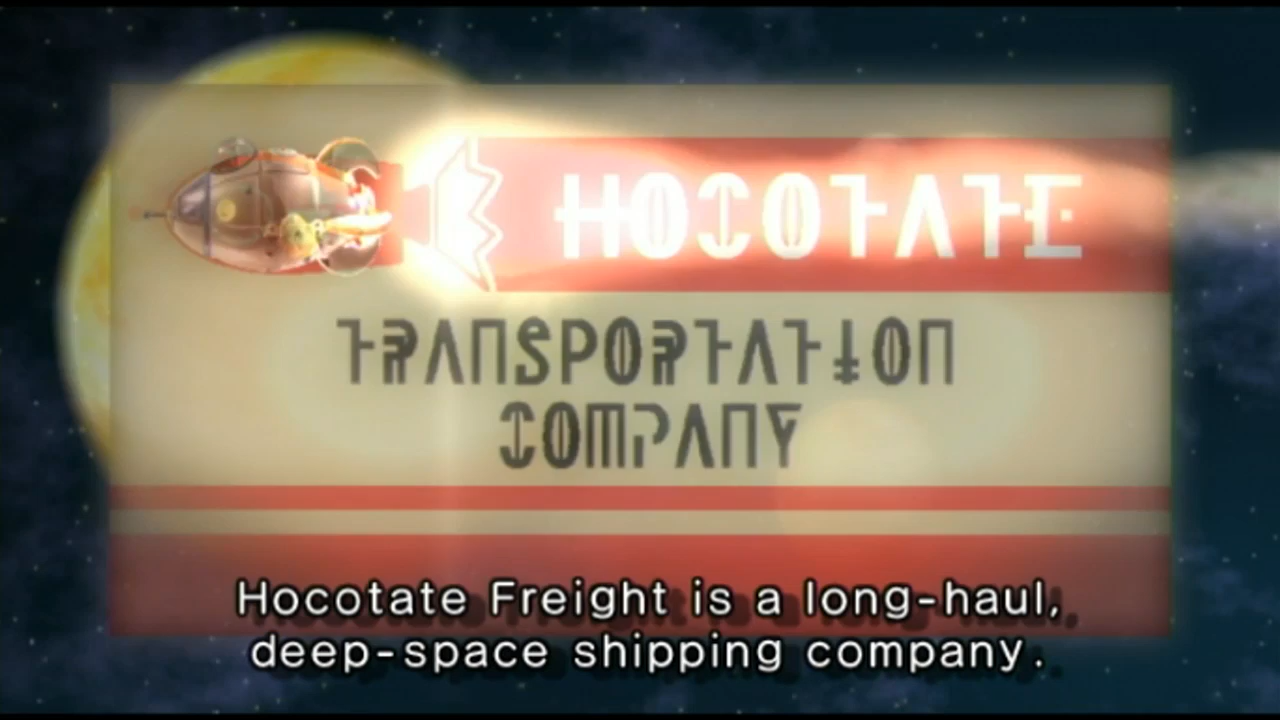 HOCOTATE
TRANSPORTATION
COMPANY
Hocotate Freight is a long-haul,
deep-space shipping company.